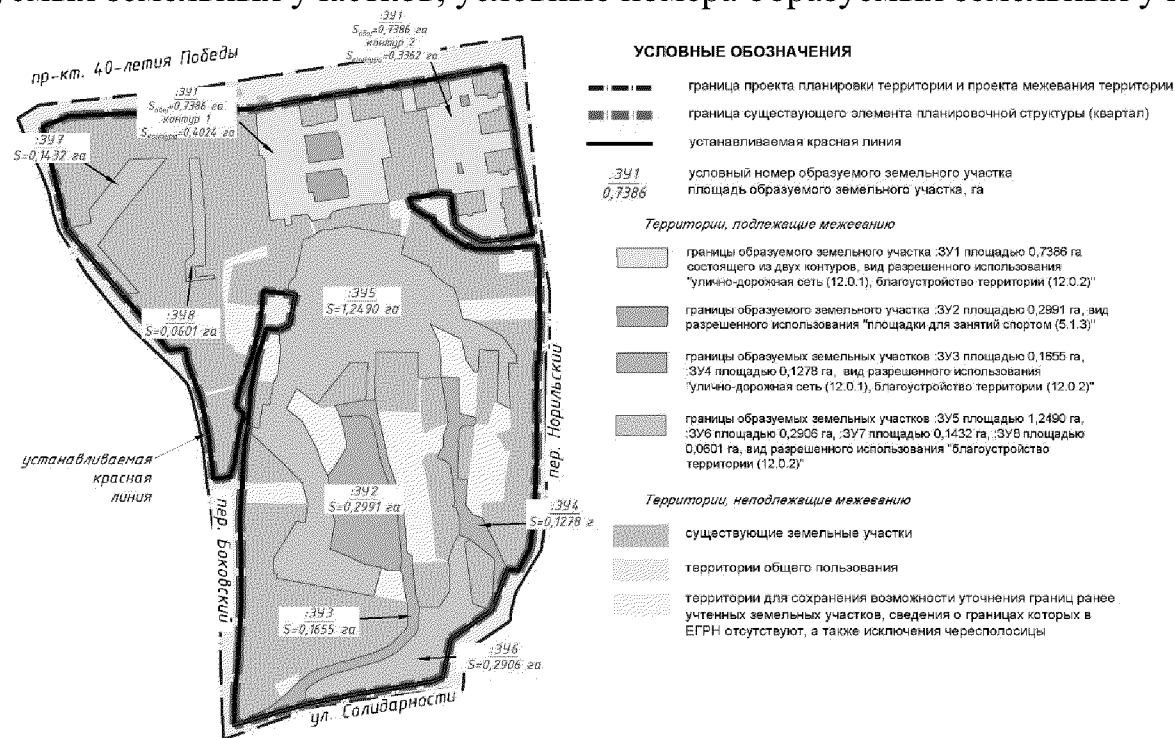 уемых земельных участков, условные номера образуемых земельных у
:ЗУ1
Sобщ=0,7386 га
контур 2
Sконтура=0,3362 га
пр-кт. 40-летия Победы
:ЗУ1
Sобщ=0,7386 га
контур 1
Sконтура=0,4024 га
:ЗУ7
S=0,1432 га
:ЗУ8
S=0,0601 га
:ЗУ5
S=1,2490 га
пер. Норильский
устанавливаемая
красная
линия
пер. Боковский
:ЗУ2
S=0,2991 га
:ЗУ4
S=0,1278 г
:ЗУ3
S=0,1655 га
:ЗУ6
S=0,2906 га
ул. Солидарности
УСЛОВНЫЕ ОБОЗНАЧЕНИЯ
граница проекта планировки территории и проекта межевания территории
граница существующего элемента планировочной структуры (квартал)
устанавливаемая красная линия
:ЗУ1
0,7386
условный номер образуемого земельного участка
площадь образуемого земельного участка, га
Территории, подлежащие межеванию
границы образуемого земельного участка :ЗУ1 площадью 0,7386 га
состоящего из двух контуров, вид разрешенного использования
"улично-дорожная сеть (12.0.1), благоустройство территории (12.0.2)"
границы образуемого земельного участка :ЗУ2 площадью 0,2991 га, вид
разрешенного использования "площадки для занятий спортом (5.1.3)"
границы образуемых земельных участков :ЗУ3 площадью 0,1655 га,
:ЗУ4 площадью 0,1278 га, вид разрешенного использования
"улично-дорожная сеть (12.0.1), благоустройство территории (12.0.2)"
границы образуемых земельных участков :ЗУ5 площадью 1,2490 га,
:ЗУ6 площадью 0,2906 га, :ЗУ7 площадью 0,1432 га, :ЗУ8 площадью
0,0601 га, вид разрешенного использования "благоустройство
территории (12.0.2)"
Территории, неподлежащие межеванию
существующие земельные участки
территории общего пользования
территории для сохранения возможности уточнения границ ранее
учтенных земельных участков, сведения о границах которых в
ЕГРН отсутствуют, а также исключения чересполосицы